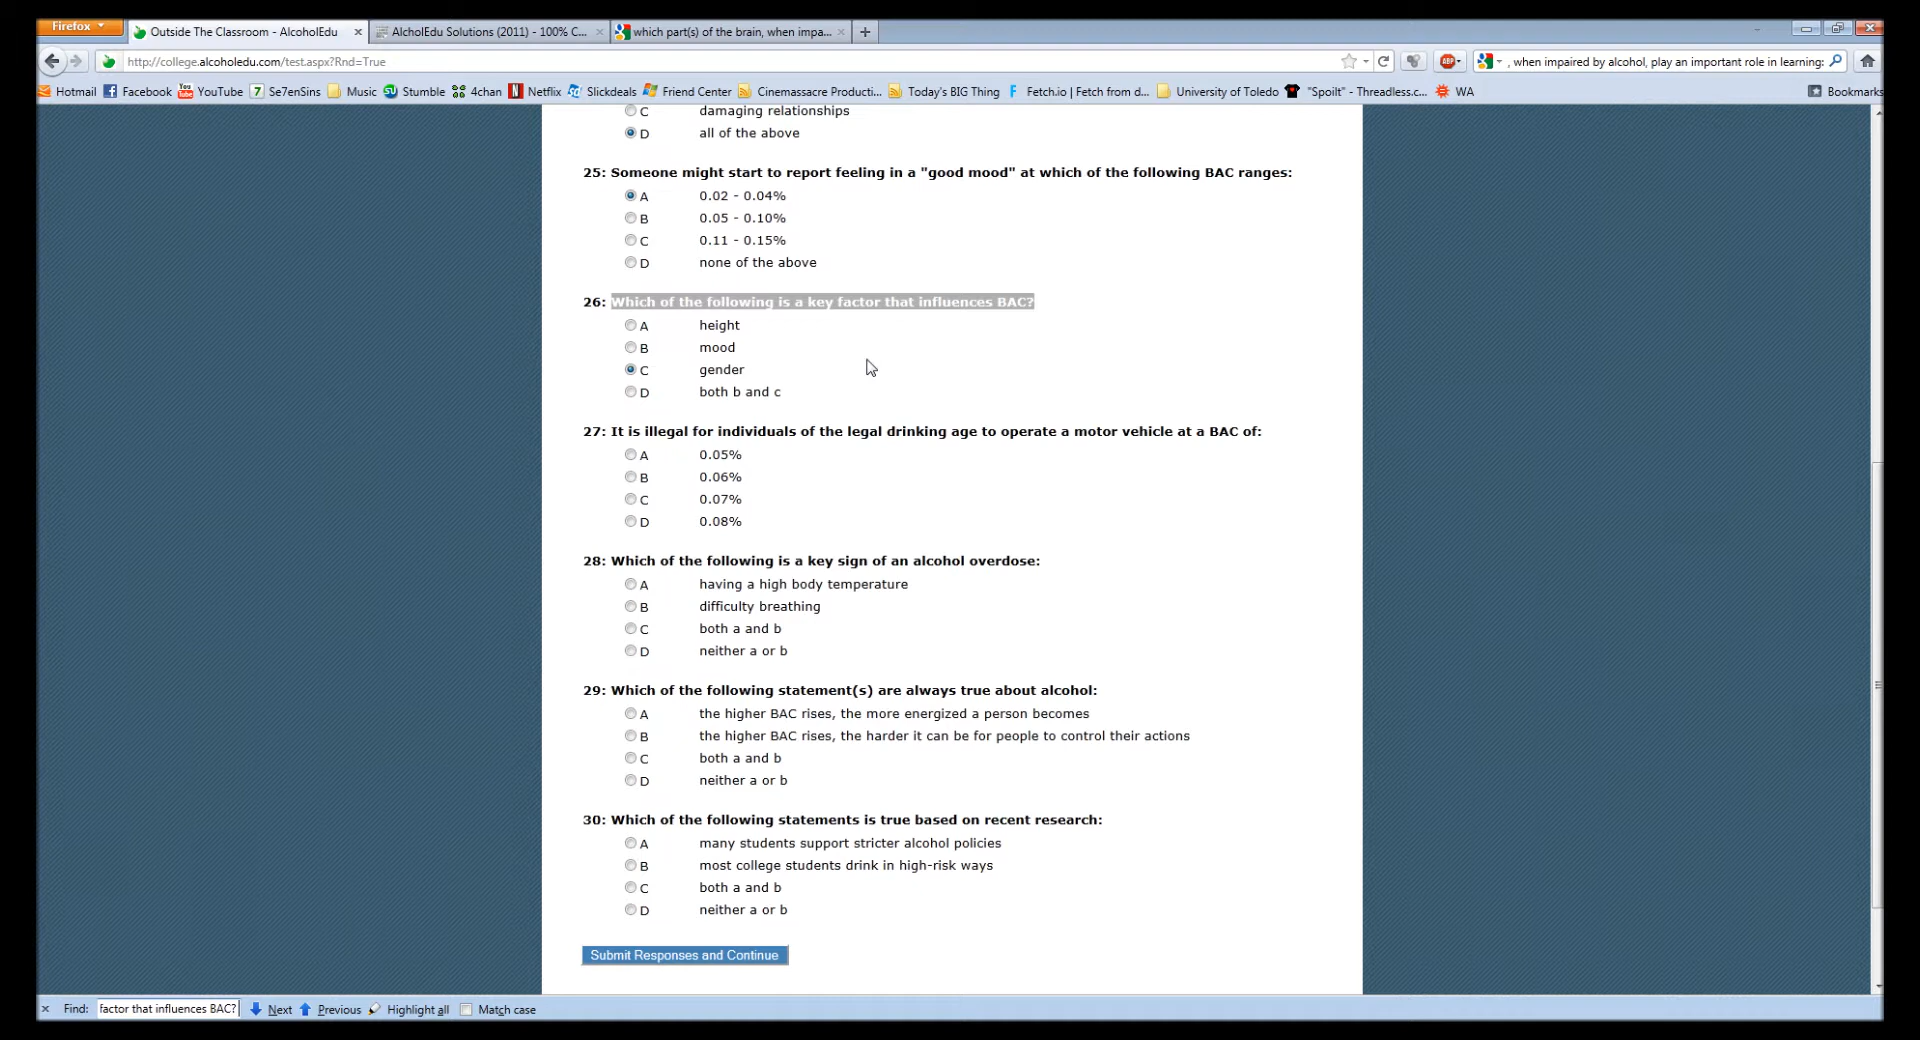 Firefox
Outside The Classroom - AlcoholEdu
AlcholEdu Solutions (2011) - 100% C...
which part(s) of the brain, when impa...
http://college.alcoholedu.com/test.aspx?Rnd=True
ABP
, when impaired by alcohol, play an important role in learning:
Hotmail
Facebook
You Tube YouTube
7 Se7enSins
Music
Stumble
4chan
N Netflix
Slickdeals
Friend Center
Cinemassacre Producti...
Today's BIG Thing
F Fetch.io | Fetch from d...
University of Toledo
"Spoilt" - Threadless.c...
WA
Bookmarks
C damaging relationships
D all of the above
25: Someone might start to report feeling in a "good mood" at which of the following BAC ranges:
A 0.02 - 0.04%
B 0.05 - 0.10%
C 0.11 - 0.15%
D none of the above
26: Which of the following is a key factor that influences BAC?
A height
B mood
C gender
D both b and c
27: It is illegal for individuals of the legal drinking age to operate a motor vehicle at a BAC of:
A 0.05%
B 0.06%
C 0.07%
D 0.08%
28: Which of the following is a key sign of an alcohol overdose:
A having a high body temperature
B difficulty breathing
C both a and b
D neither a or b
29: Which of the following statement(s) are always true about alcohol:
A the higher BAC rises, the more energized a person becomes
B the higher BAC rises, the harder it can be for people to control their actions
C both a and b
D neither a or b
30: Which of the following statements is true based on recent research:
A many students support stricter alcohol policies
B most college students drink in high-risk ways
C both a and b
D neither a or b
Submit Responses and Continue
Find: factor that influences BAC? Next Previous Highlight all Match case